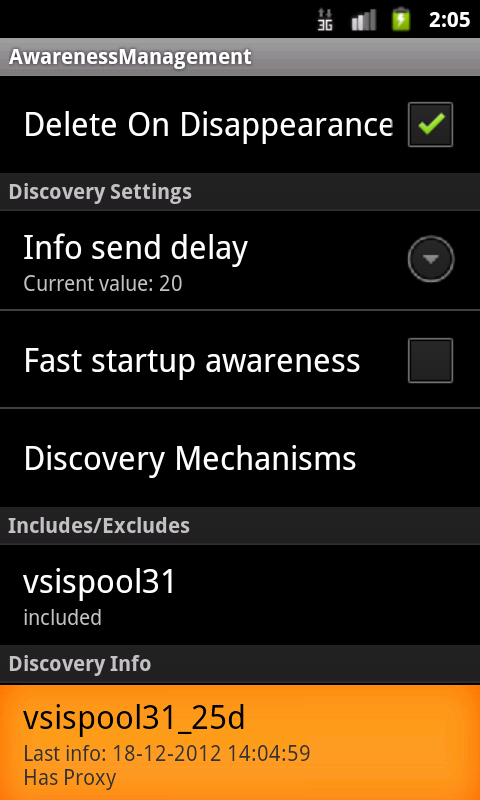 3G 2:05
AwarenessManagement
Delete On Disappearance
Discovery Settings
Info send delay
Current value: 20
Fast startup awareness
Discovery Mechanisms
Includes/Excludes
vsispool31
included
Discovery Info
vsispool31_25d
Last info: 18-12-2012 14:04:59
Has Proxy